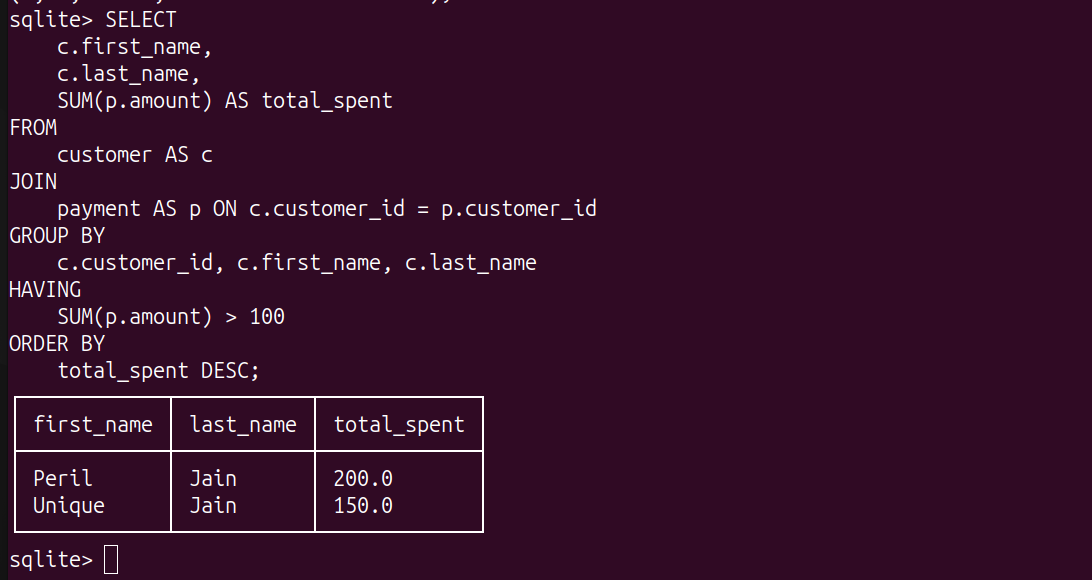 sqlite> SELECT
    c.first_name,
    c.last_name,
    SUM(p.amount) AS total_spent
FROM
    customer AS c
JOIN
    payment AS p ON c.customer_id = p.customer_id
GROUP BY
    c.customer_id, c.first_name, c.last_name
HAVING
    SUM(p.amount) > 100
ORDER BY
    total_spent DESC;
first_name last_name total_spent
Peril Jain 200.0
Unique Jain 150.0
sqlite>